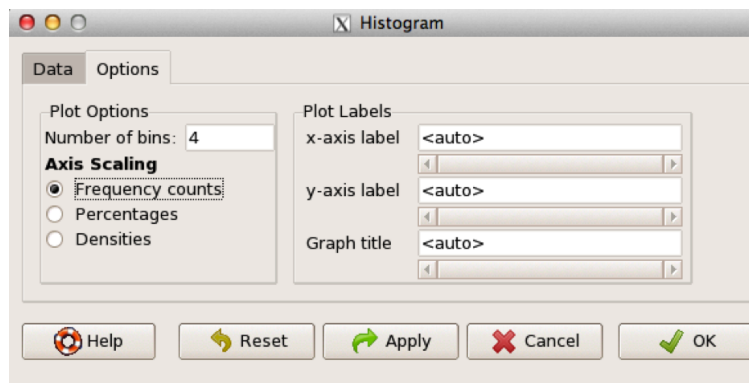 Histogram
Data Options
Plot Options
Number of bins: 4
Axis Scaling
Frequency counts
Percentages
Densities
Plot Labels
x-axis label <auto>
y-axis label <auto>
Graph title <auto>
Help Reset Apply Cancel OK